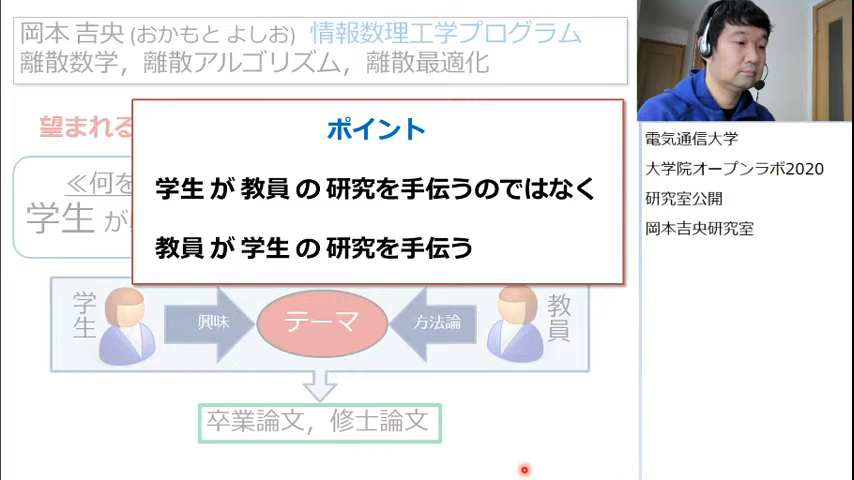 岡本 吉央 (おかもと よしお) 情報数理工学プログラム
離散数学，離散アルゴリズム，離散最適化
望まれる
ポイント
≪何を
学生 が
学生 が 教員 の 研究を手伝うのではなく
教員 が 学生 の 研究を手伝う
学生
興味
テーマ
方法論
教員
卒業論文，修士論文
電気通信大学
大学院オープンラボ2020
研究室公開
岡本吉央研究室